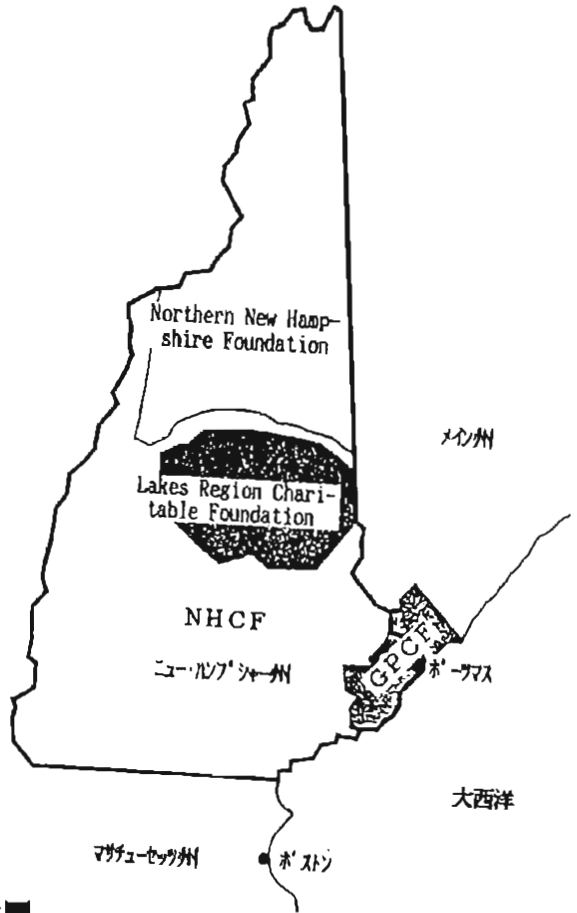 Northern New Hamp-
shire Foundation
メイン州
Lakes Region Chari-
table Foundation
NHCF
GPCF
ニュー・ハンプシャー州
ポーツマス
大西洋
マサチューセッツ州
ボストン